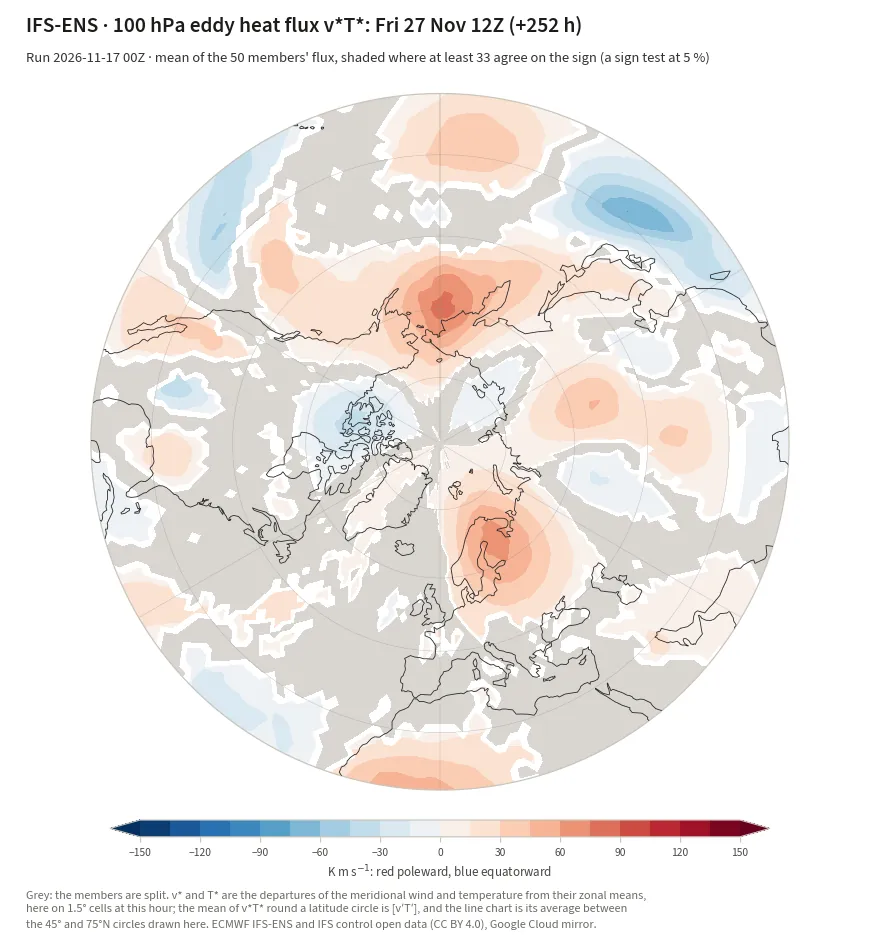 IFS-ENS · 100 hPa eddy heat flux v*T*: Fri 27 Nov 12Z (+252 h)
Run 2026-11-17 00Z · mean of the 50 members' flux, shaded where at least 33 agree on the sign (a sign test at 5 %)
−150 −120 −90 −60 −30 0 30 60 90 120 150
K m s⁻¹: red poleward, blue equatorward
Grey: the members are split. v* and T* are the departures of the meridional wind and temperature from their zonal means,
here on 1.5° cells at this hour; the mean of v*T* round a latitude circle is [v'T'], and the line chart is its average between
the 45° and 75°N circles drawn here. ECMWF IFS-ENS and IFS control open data (CC BY 4.0), Google Cloud mirror.